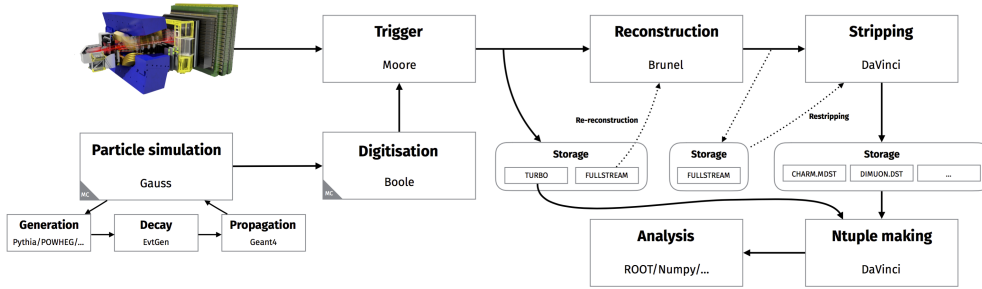 Trigger
Moore
Reconstruction
Brunel
Stripping
DaVinci
Re-reconstruction
Restripping
Particle simulation
Gauss
MC
Digitisation
Boole
MC
Storage
TURBO
FULLSTREAM
Storage
FULLSTREAM
Storage
CHARM.MDST
DIMUON.DST
...
Generation
Pythia/POWHEG/...
Decay
EvtGen
Propagation
Geant4
Analysis
ROOT/Numpy/...
Ntuple making
DaVinci